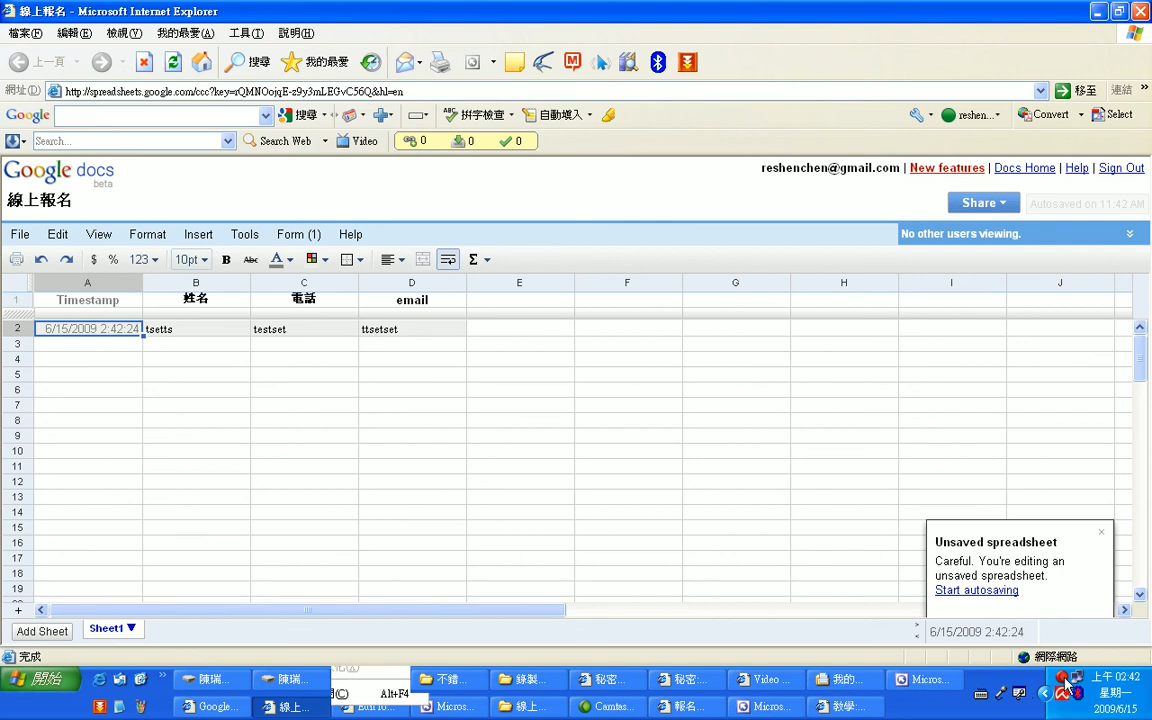 線上報名 - Microsoft Internet Explorer
檔案(F) 編輯(E) 檢視(V) 我的最愛(A) 工具(T) 說明(H)
上一頁 搜尋 我的最愛
網址(D) http://spreadsheets.google.com/ccc?key=rQMNOojqE-z9y3mLEGvC56Q&hl=en 移至 連結 »
Google 搜尋 拼字檢查 自動填入 reshen... Convert Select
Search... Search Web Video 0 0 0
Google docs
beta
reshenchen@gmail.com | New features | Docs Home | Help | Sign Out
線上報名
Share Autosaved on 11:42 AM
File Edit View Format Insert Tools Form (1) Help
No other users viewing.
$ % 123 10pt B Abc A Σ
A B C D E F G H I J
1 Timestamp 姓名 電話 email
2 6/15/2009 2:42:24 tsetts testset ttsetset
3
4
5
6
7
8
9
10
11
12
13
14
15
16
17
18
19
Unsaved spreadsheet
Careful. You're editing an
unsaved spreadsheet.
Start autosaving
+
Add Sheet Sheet1 6/15/2009 2:42:24
完成 網際網路
開始 陳瑞... 陳瑞... 不錯... 錄製... 秘密... 秘密:... Video ... 我的... Micros... 上午 02:42
(C) Alt+F4
星期一
Google... 線上... Micros... 線上... Camtas... 報名... Micros... 教學:... 2009/6/15